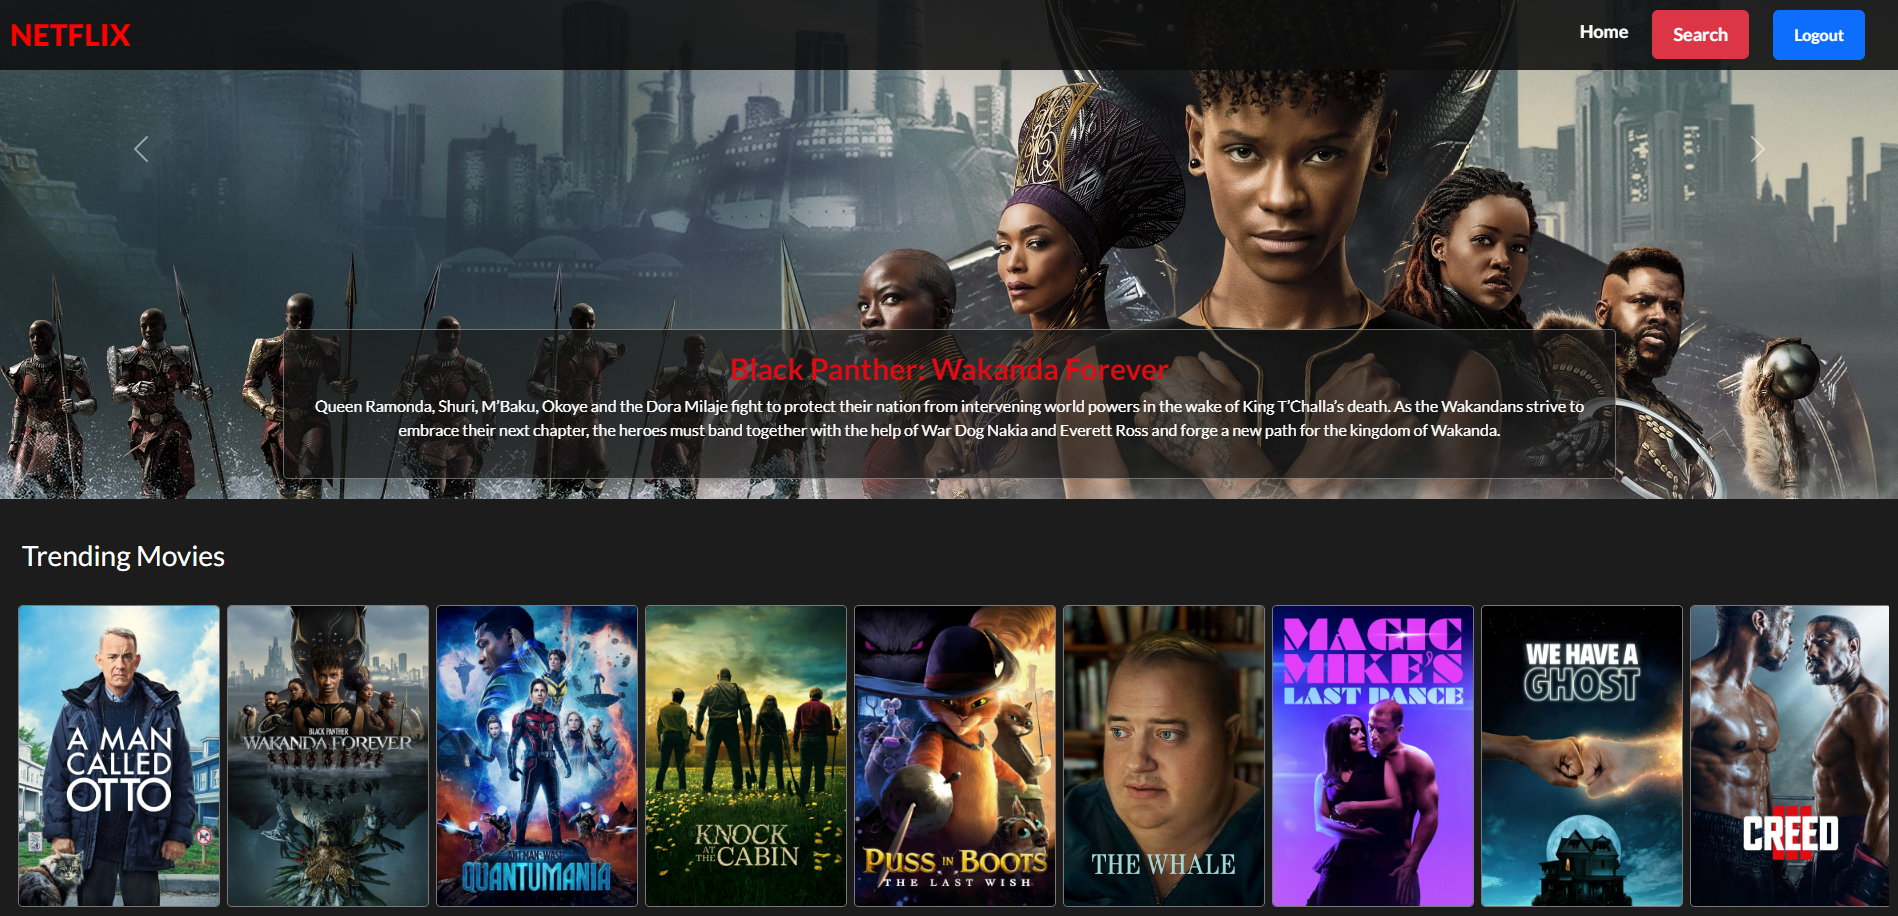 NETFLIX
Home
Search
Logout
Black Panther: Wakanda Forever
Queen Ramonda, Shuri, M’Baku, Okoye and the Dora Milaje fight to protect their nation from intervening world powers in the wake of King T’Challa’s death. As the Wakandans strive to
embrace their next chapter, the heroes must band together with the help of War Dog Nakia and Everett Ross and forge a new path for the kingdom of Wakanda.
Trending Movies
A MAN
CALLED
OTTO
BLACK PANTHER
WAKANDA FOREVER
ANT-MAN AND THE WASP
QUANTUMANIA
KNOCK
AT THE CABIN
PUSS IN BOOTS
THE LAST WISH
THE WHALE
MAGIC
MIKE'S
LAST DANCE
WE HAVE A
GHOST
III
CREED